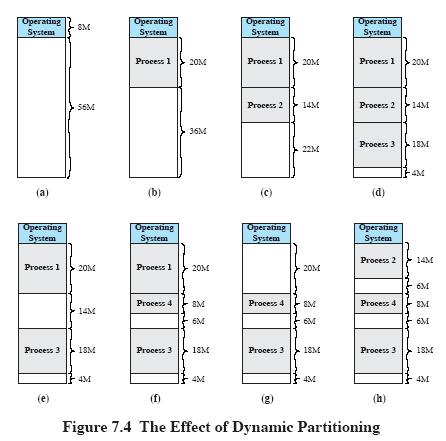 Operating
System
8M
56M
(a)
Operating
System
Process 1
20M
36M
(b)
Operating
System
Process 1
20M
Process 2
14M
22M
(c)
Operating
System
Process 1
20M
Process 2
14M
Process 3
18M
4M
(d)
Operating
System
Process 1
20M
14M
Process 3
18M
4M
(e)
Operating
System
Process 1
20M
Process 4
8M
6M
Process 3
18M
4M
(f)
Operating
System
20M
Process 4
8M
6M
Process 3
18M
4M
(g)
Operating
System
Process 2
14M
6M
Process 4
8M
6M
Process 3
18M
4M
(h)
Figure 7.4 The Effect of Dynamic Partitioning